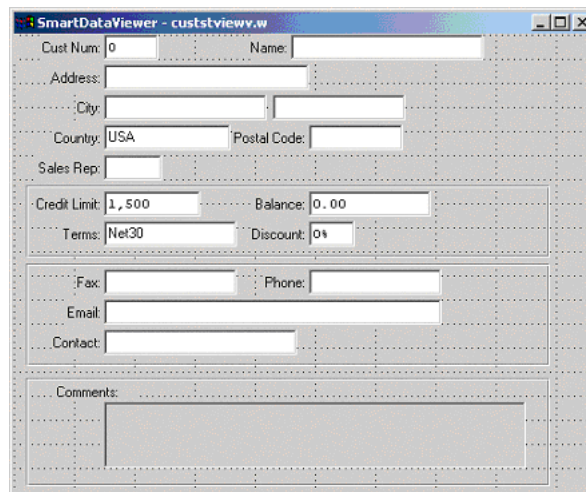 SmartDataViewer - custstviewv.w
Cust Num: 0 Name:
Address:
City:
Country: USA Postal Code:
Sales Rep:
Credit Limit: 1,500 Balance: 0.00
Terms: Net30 Discount: 0%
Fax: Phone:
Email:
Contact:
Comments: